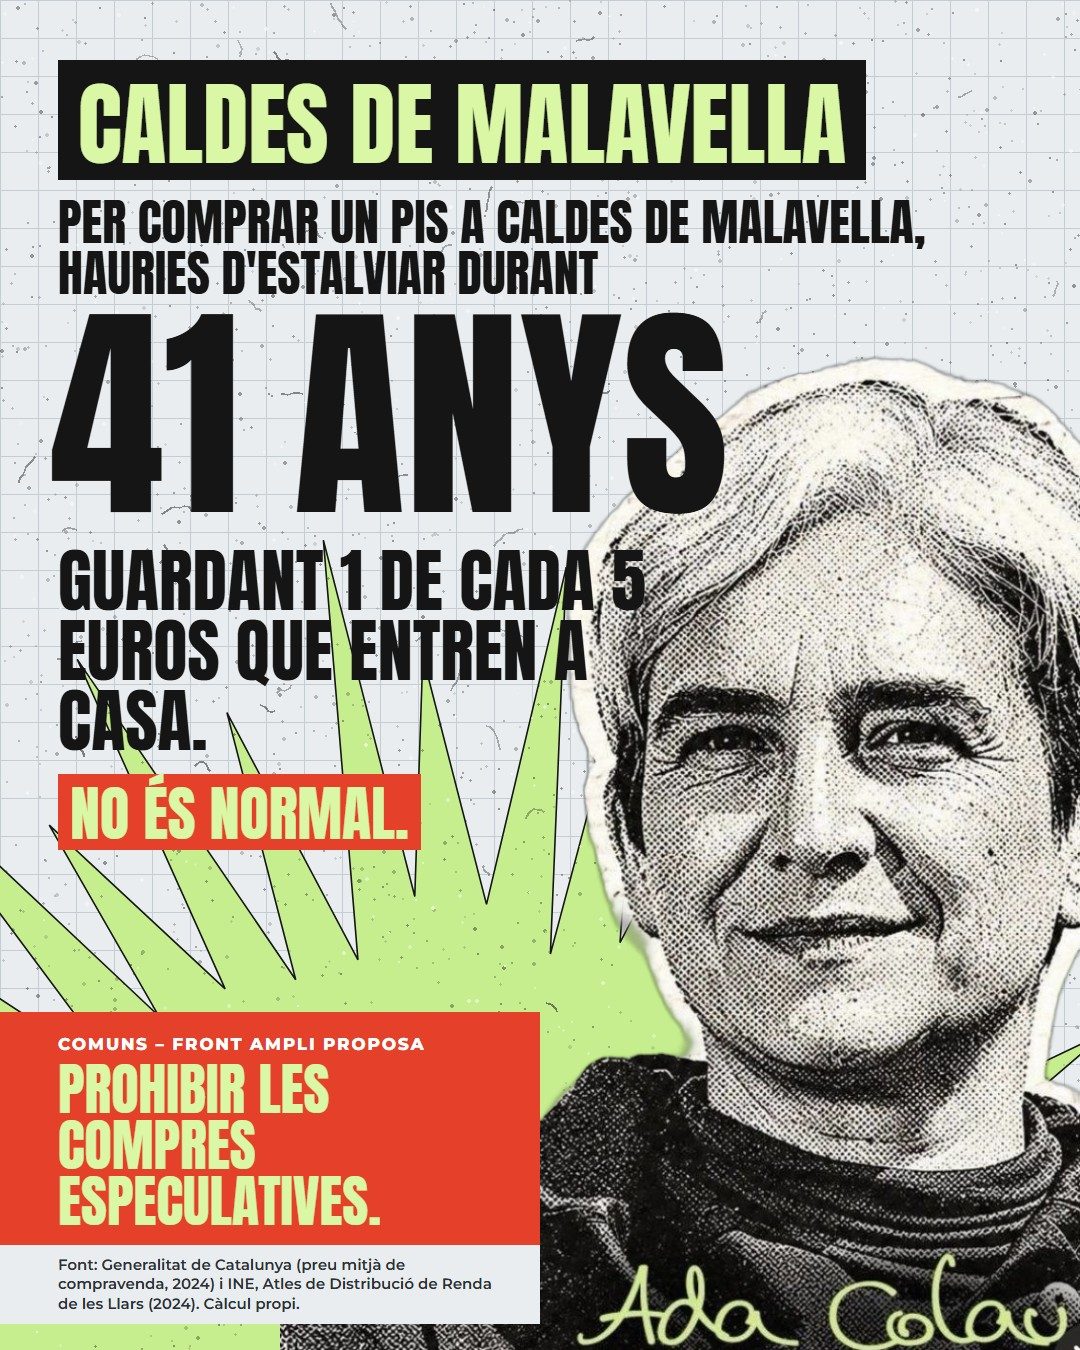 CALDES DE MALAVELLA
PER COMPRAR UN PIS A CALDES DE MALAVELLA,
HAURIES D'ESTALVIAR DURANT
41 ANYS
GUARDANT 1 DE CADA 5
EUROS QUE ENTREN A
CASA.
NO ÉS NORMAL.
COMUNS – FRONT AMPLI PROPOSA
PROHIBIR LES
COMPRES
ESPECULATIVES.
Font: Generalitat de Catalunya (preu mitjà de
compravenda, 2024) i INE, Atles de Distribució de Renda
de les Llars (2024). Càlcul propi.
Ada Colau